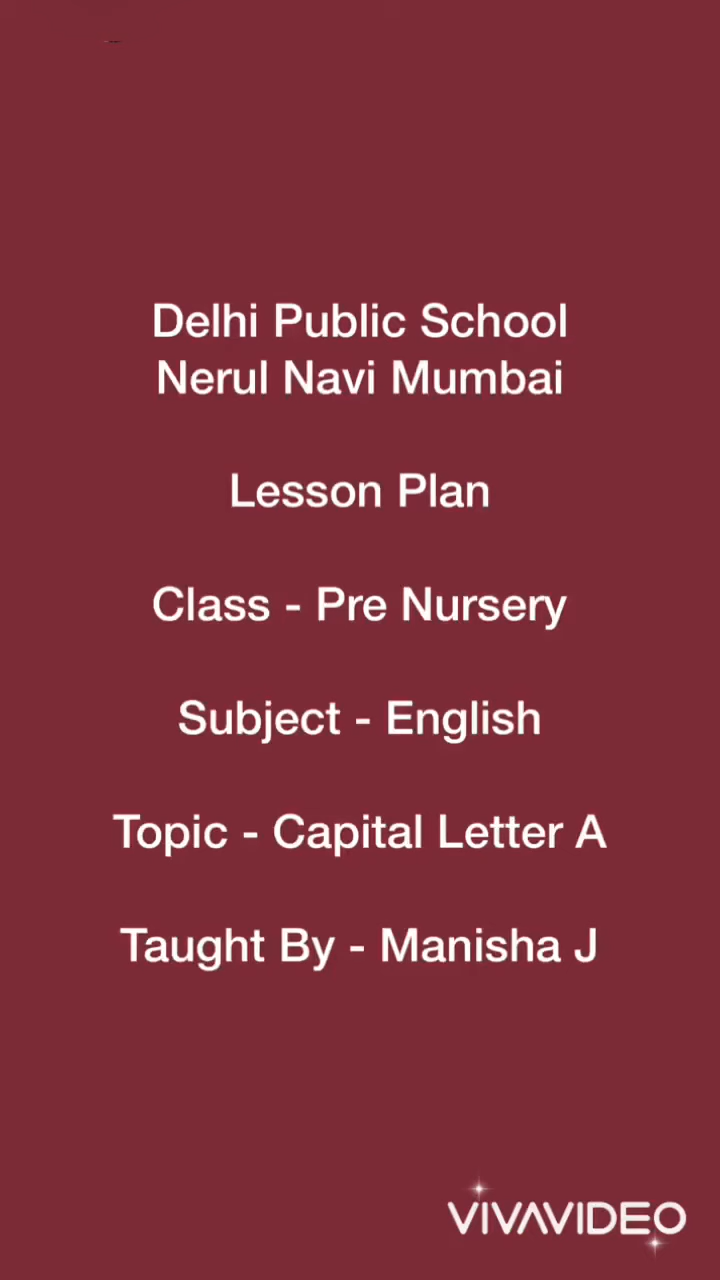 Delhi Public School
Nerul Navi Mumbai
Lesson Plan
Class - Pre Nursery
Subject - English
Topic - Capital Letter A
Taught By - Manisha J
VIVAVIDEO